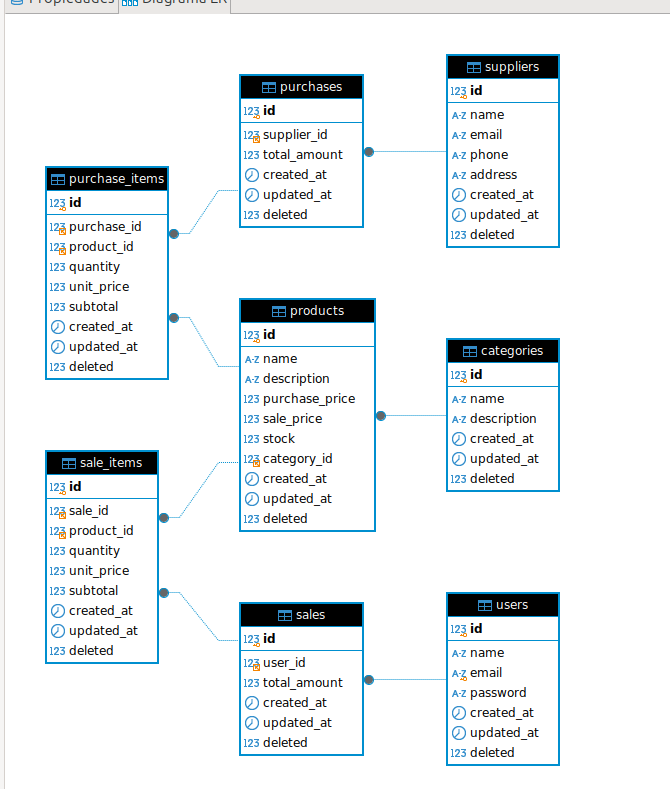 Propiedades
Diagrama ER
purchases
123 id
123 supplier_id
123 total_amount
created_at
updated_at
123 deleted
suppliers
123 id
A-Z name
A-Z email
A-Z phone
A-Z address
created_at
updated_at
123 deleted
purchase_items
123 id
123 purchase_id
123 product_id
123 quantity
123 unit_price
123 subtotal
created_at
updated_at
123 deleted
products
123 id
A-Z name
A-Z description
123 purchase_price
123 sale_price
123 stock
123 category_id
created_at
updated_at
123 deleted
categories
123 id
A-Z name
A-Z description
created_at
updated_at
123 deleted
sale_items
123 id
123 sale_id
123 product_id
123 quantity
123 unit_price
123 subtotal
created_at
updated_at
123 deleted
sales
123 id
123 user_id
123 total_amount
created_at
updated_at
123 deleted
users
123 id
A-Z name
A-Z email
A-Z password
created_at
updated_at
123 deleted